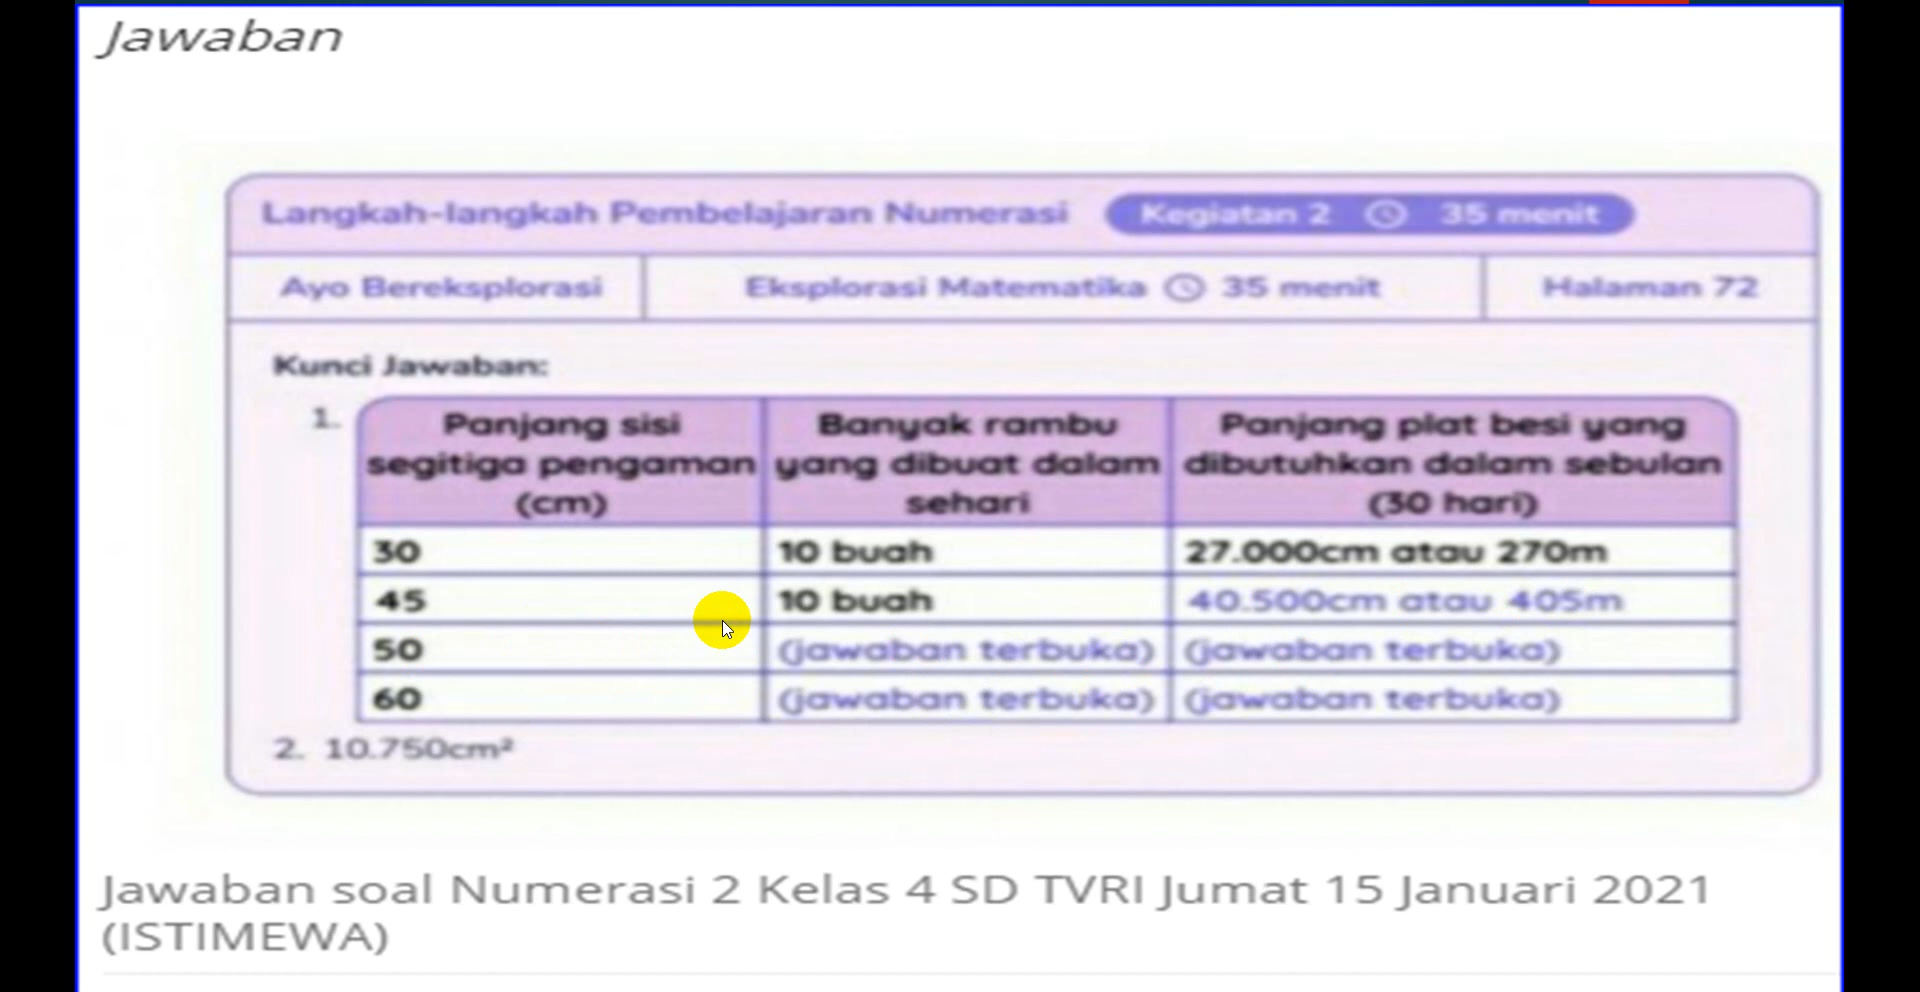 Jawaban
Langkah-langkah Pembelajaran Numerasi Kegiatan 2 35 menit
Ayo Bereksplorasi Eksplorasi Matematika 35 menit Halaman 72
Kunci Jawaban:
1. Panjang sisi segitiga pengaman (cm) Banyak rambu yang dibuat dalam sehari Panjang plat besi yang dibutuhkan dalam sebulan (30 hari)
30 10 buah 27.000cm atau 270m
45 10 buah 40.500cm atau 405m
50 (jawaban terbuka) (jawaban terbuka)
60 (jawaban terbuka) (jawaban terbuka)
2. 10.750cm²
Jawaban soal Numerasi 2 Kelas 4 SD TVRI Jumat 15 Januari 2021
(ISTIMEWA)